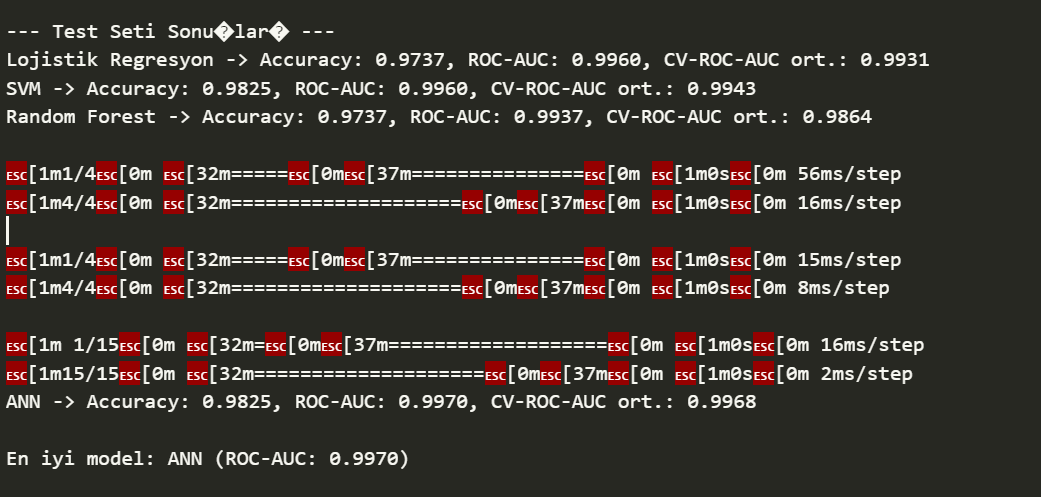 --- Test Seti Sonu�lar� ---
Lojistik Regresyon -> Accuracy: 0.9737, ROC-AUC: 0.9960, CV-ROC-AUC ort.: 0.9931
SVM -> Accuracy: 0.9825, ROC-AUC: 0.9960, CV-ROC-AUC ort.: 0.9943
Random Forest -> Accuracy: 0.9737, ROC-AUC: 0.9937, CV-ROC-AUC ort.: 0.9864
ESC[1m1/4ESC[0m ESC[32m=====ESC[0mESC[37m===============ESC[0m ESC[1m0sESC[0m 56ms/step
ESC[1m4/4ESC[0m ESC[32m====================ESC[0mESC[37mESC[0m ESC[1m0sESC[0m 16ms/step
ESC[1m1/4ESC[0m ESC[32m=====ESC[0mESC[37m===============ESC[0m ESC[1m0sESC[0m 15ms/step
ESC[1m4/4ESC[0m ESC[32m====================ESC[0mESC[37mESC[0m ESC[1m0sESC[0m 8ms/step
ESC[1m 1/15ESC[0m ESC[32m=ESC[0mESC[37m===================ESC[0m ESC[1m0sESC[0m 16ms/step
ESC[1m15/15ESC[0m ESC[32m====================ESC[0mESC[37mESC[0m ESC[1m0sESC[0m 2ms/step
ANN -> Accuracy: 0.9825, ROC-AUC: 0.9970, CV-ROC-AUC ort.: 0.9968
En iyi model: ANN (ROC-AUC: 0.9970)